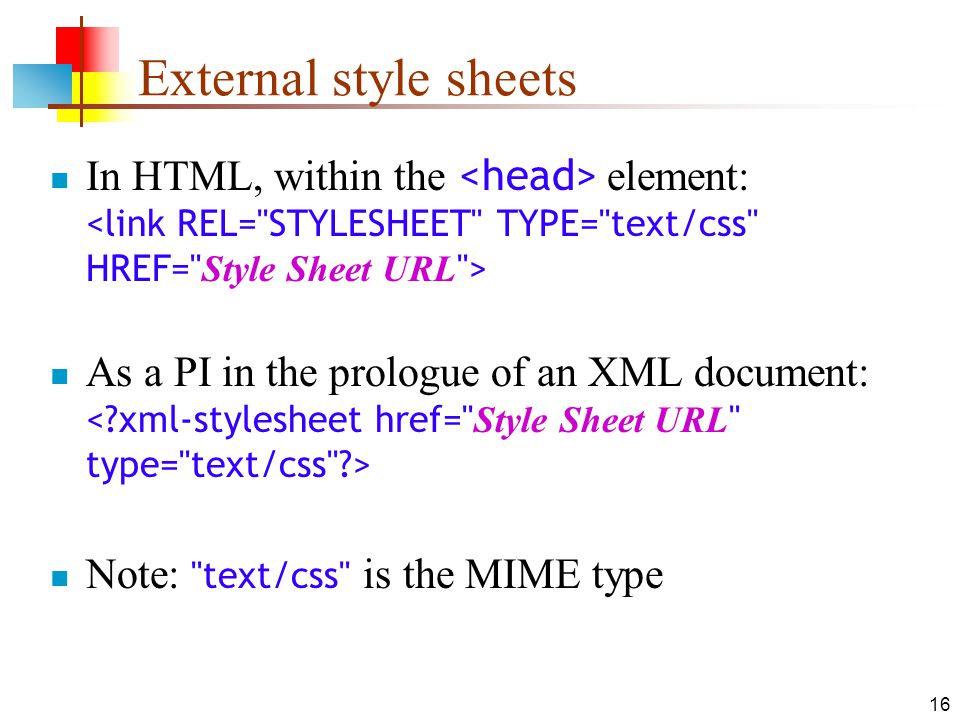 External style sheets
In HTML, within the <head> element:
<link REL="STYLESHEET" TYPE="text/css"
HREF="Style Sheet URL">
As a PI in the prologue of an XML document:
<?xml-stylesheet href="Style Sheet URL"
type="text/css"?>
Note: "text/css" is the MIME type
16